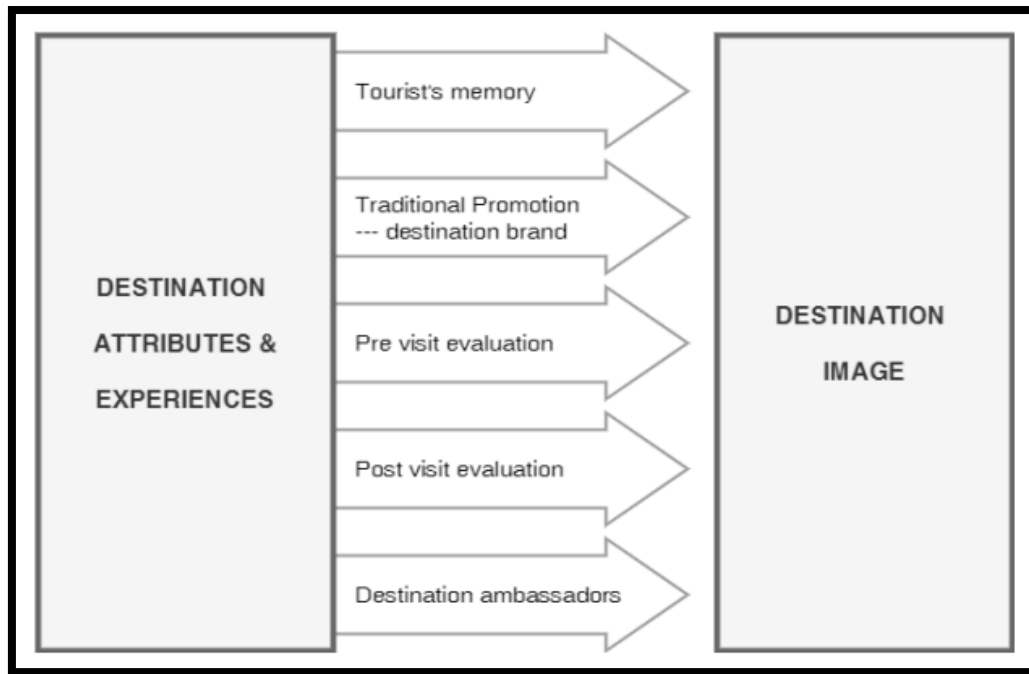 DESTINATION
ATTRIBUTES &
EXPERIENCES
Tourist's memory
Traditional Promotion
--- destination brand
Pre visit evaluation
Post visit evaluation
Destination ambassadors
DESTINATION
IMAGE